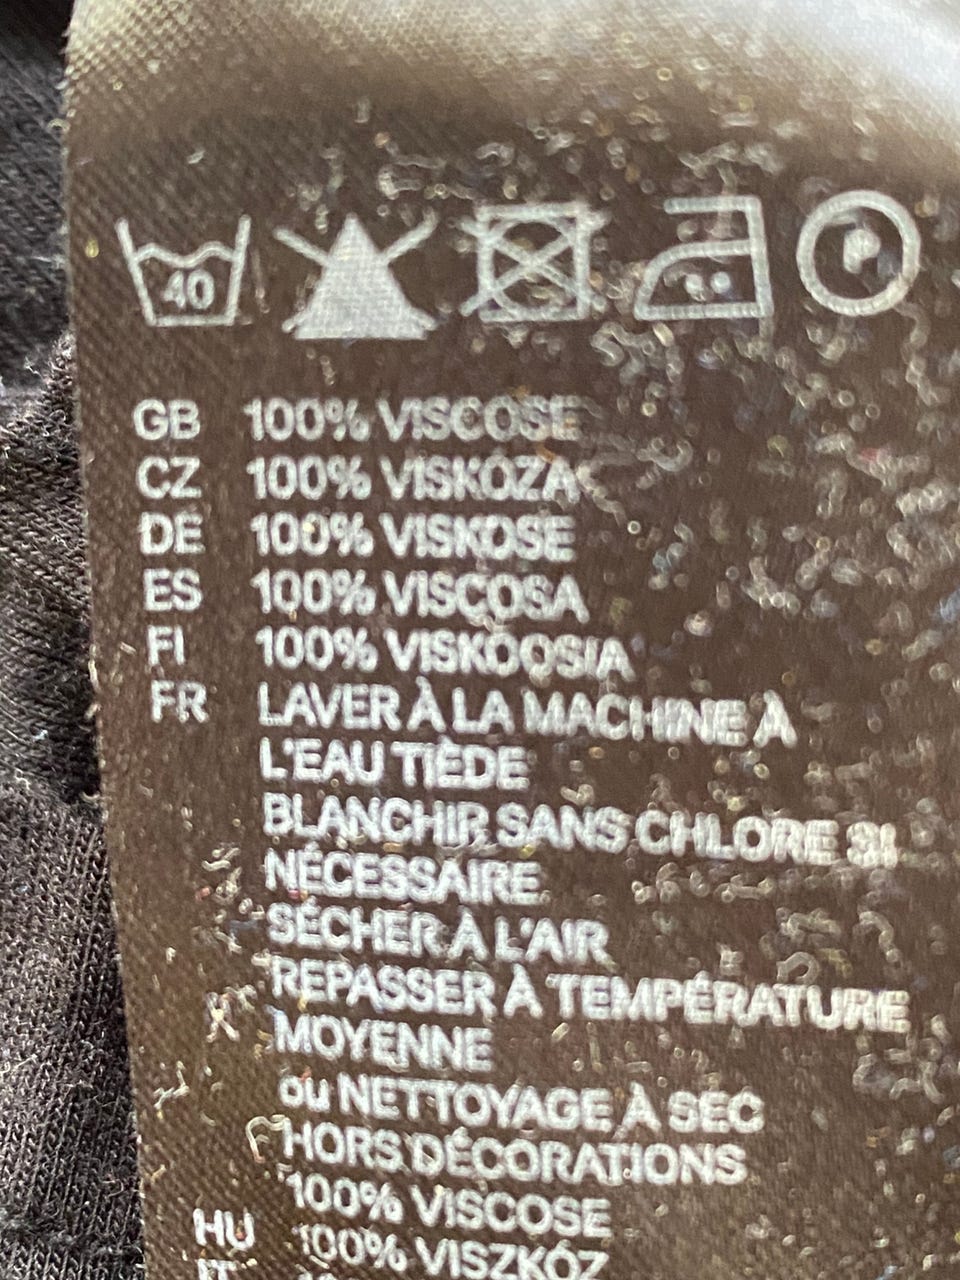 40
GB 100% VISCOSE
CZ 100% VISKÓZA
DE 100% VISKOSE
ES 100% VISCOSA
FI 100% VISKOOSIA
FR LAVER À LA MACHINE À
L'EAU TIÈDE
BLANCHIR SANS CHLORE SI
NÉCESSAIRE
SÉCHER À L'AIR
REPASSER À TEMPÉRATURE
MOYENNE
ou NETTOYAGE À SEC
HORS DÉCORATIONS
100% VISCOSE
HU 100% VISZKÓZ
IT